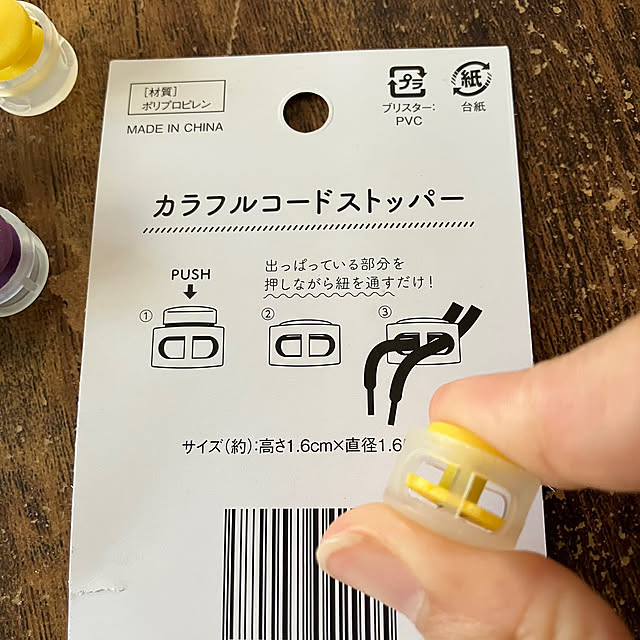 [材質]
ポリプロピレン
MADE IN CHINA
プラ
ブリスター:
PVC
紙
台紙
カラフルコードストッパー
PUSH
出っぱっている部分を
押しながら紐を通すだけ!
① ② ③
サイズ(約):高さ1.6cm×直径1.6